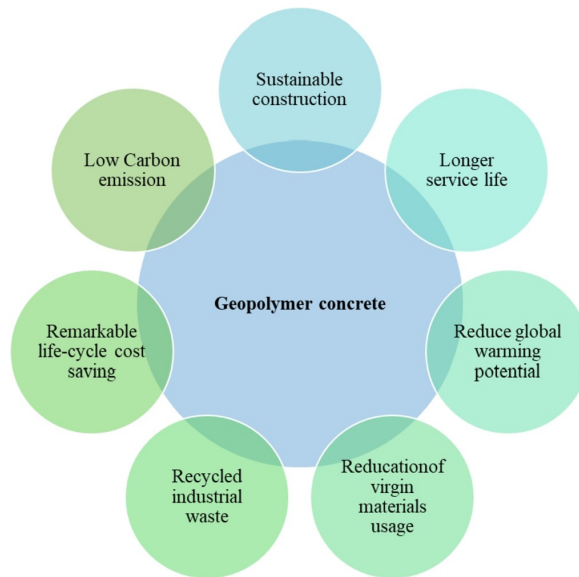 Sustainable
construction
Longer
service life
Reduce global
warming
potential
Reducationof
virgin
materials
usage
Recycled
industrial
waste
Remarkable
life-cycle cost
saving
Low Carbon
emission
Geopolymer concrete